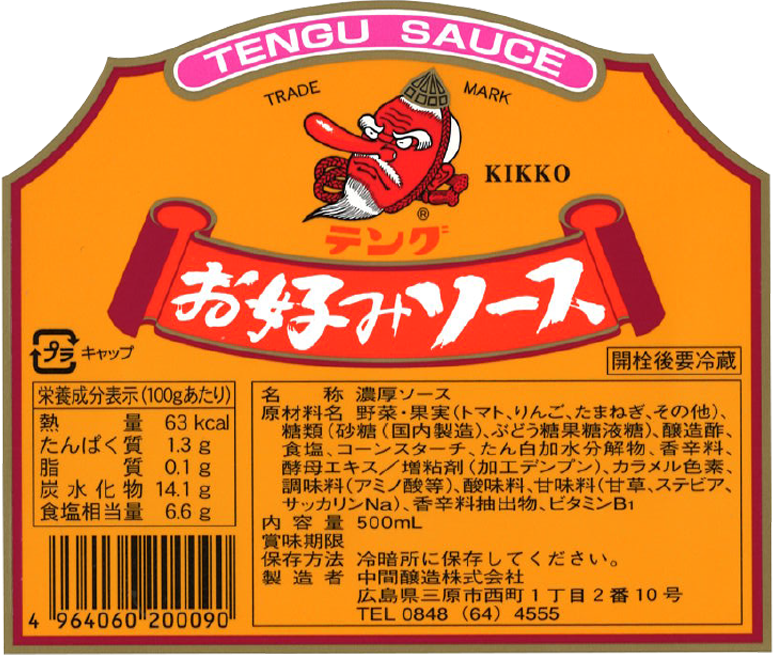 TENGU SAUCE
TRADE MARK
KIKKO
®
テング
お好みソース
プラ キャップ
開栓後要冷蔵
栄養成分表示(100gあたり)
熱量 63 kcal
たんぱく質 1.3 g
脂質 0.1 g
炭水化物 14.1 g
食塩相当量 6.6 g
4 964060 200090
名称 濃厚ソース
原材料名 野菜・果実(トマト、りんご、たまねぎ、その他)、
糖類(砂糖(国内製造)、ぶどう糖果糖液糖)、醸造酢、
食塩、コーンスターチ、たん白加水分解物、香辛料、
酵母エキス/増粘剤(加工デンプン)、カラメル色素、
調味料(アミノ酸等)、酸味料、甘味料(甘草、ステビア、
サッカリンNa)、香辛料抽出物、ビタミンB1
内容量 500mL
賞味期限
保存方法 冷暗所に保存してください。
製造者 中間醸造株式会社
広島県三原市西町1丁目2番10号
TEL 0848 (64) 4555